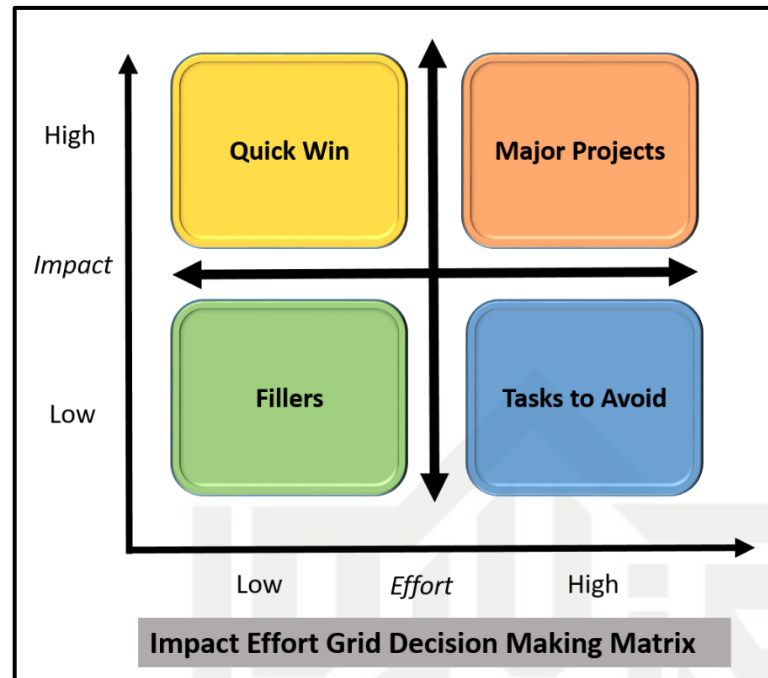 High
Quick Win
Major Projects
Impact
Low
Fillers
Tasks to Avoid
Low
Effort
High
Impact Effort Grid Decision Making Matrix